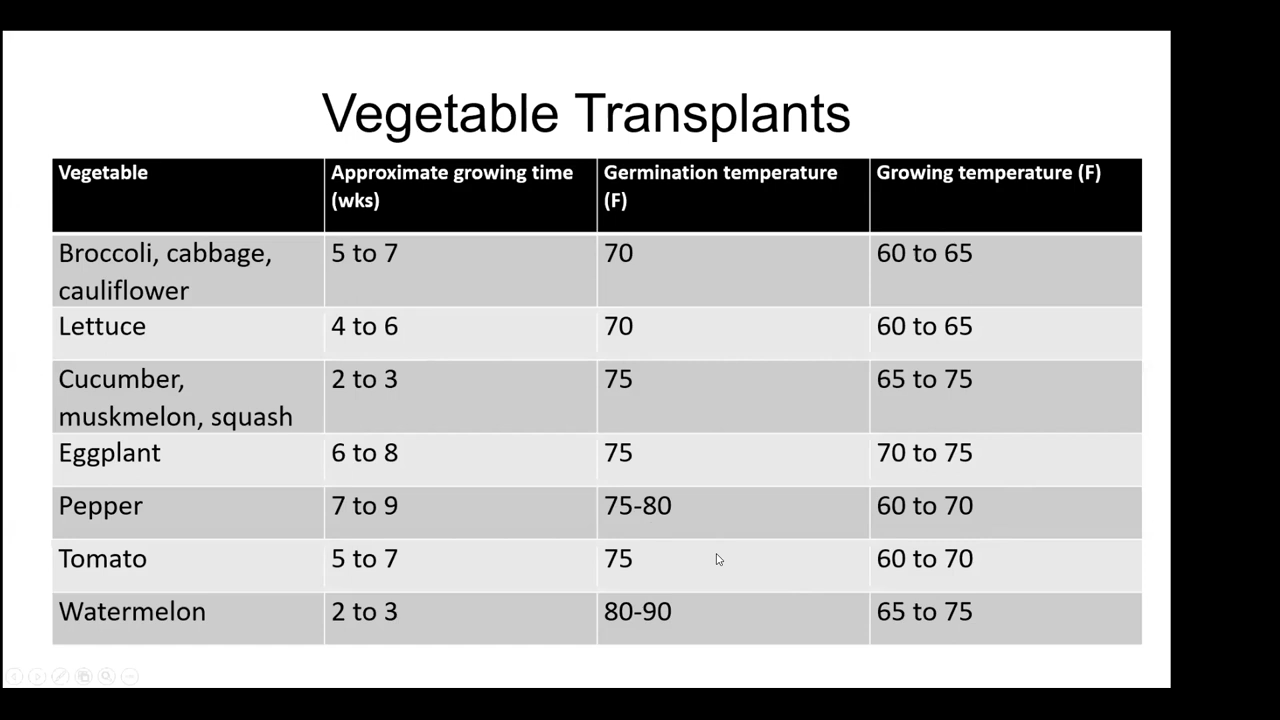 Vegetable Transplants
Vegetable
Approximate growing time
(wks)
Germination temperature
(F)
Growing temperature (F)
Broccoli, cabbage,
cauliflower
5 to 7
70
60 to 65
Lettuce
4 to 6
70
60 to 65
Cucumber,
muskmelon, squash
2 to 3
75
65 to 75
Eggplant
6 to 8
75
70 to 75
Pepper
7 to 9
75-80
60 to 70
Tomato
5 to 7
75
60 to 70
Watermelon
2 to 3
80-90
65 to 75